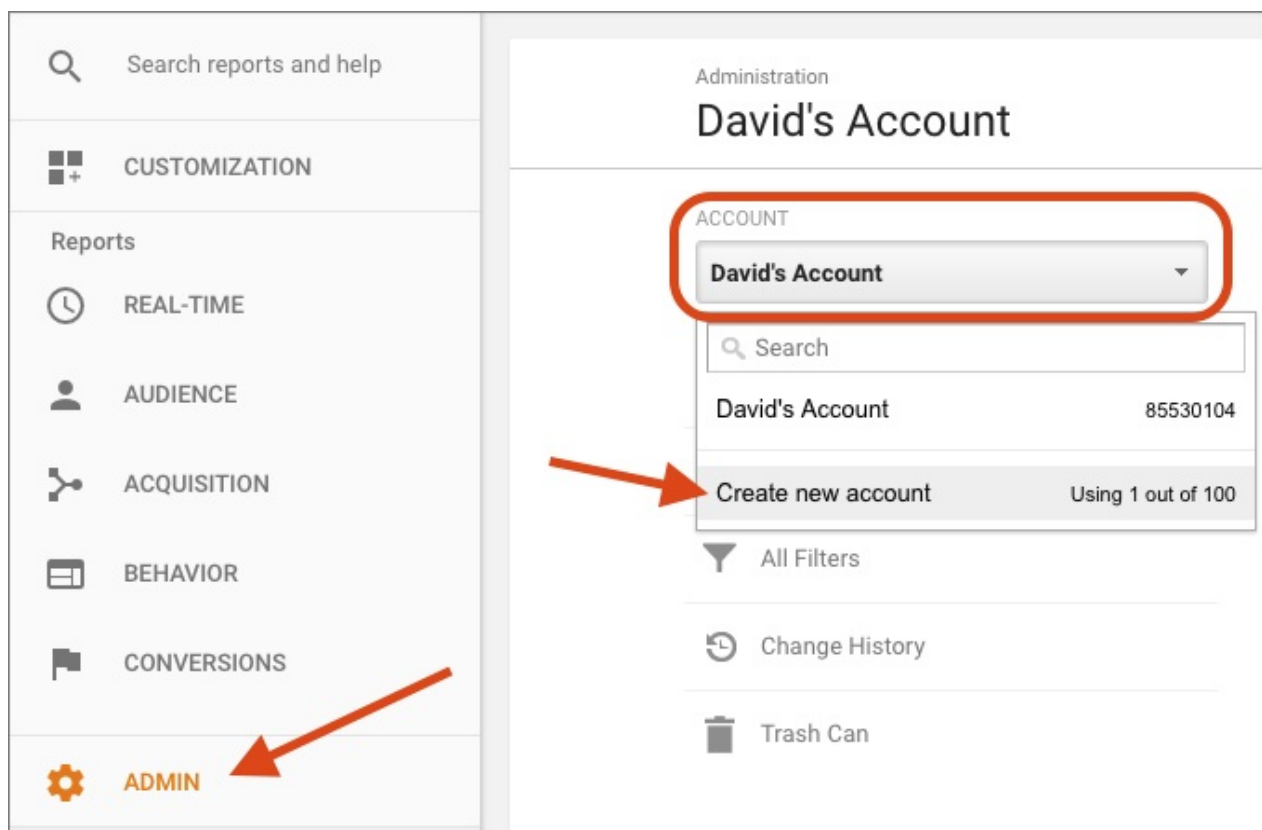 Search reports and help
CUSTOMIZATION
Reports
REAL-TIME
AUDIENCE
ACQUISITION
BEHAVIOR
CONVERSIONS
ADMIN
Administration
David's Account
ACCOUNT
David's Account
Search
David's Account 85530104
Create new account Using 1 out of 100
All Filters
Change History
Trash Can